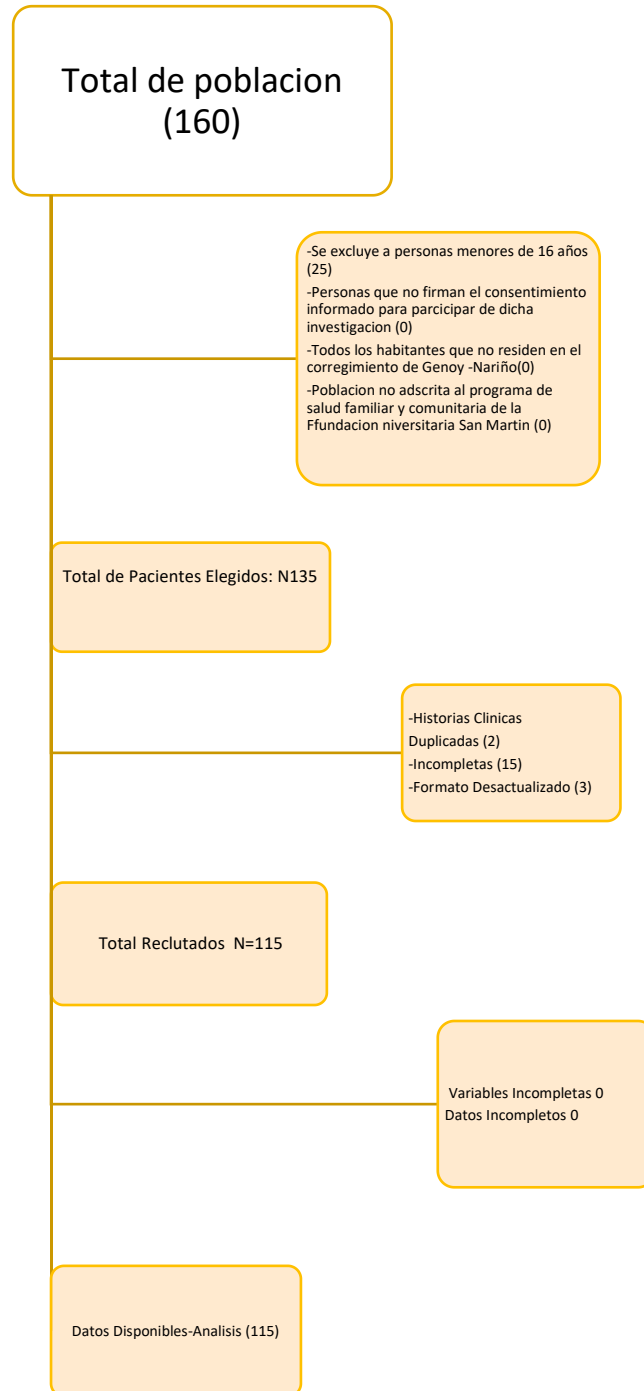 Total de poblacion
(160)
-Se excluye a personas menores de 16 años
(25)
-Personas que no firman el consentimiento
informado para parcicipar de dicha
investigacion (0)
-Todos los habitantes que no residen en el
corregimiento de Genoy -Nariño(0)
-Poblacion no adscrita al programa de
salud familiar y comunitaria de la
Ffundacion niversitaria San Martin (0)
Total de Pacientes Elegidos: N135
-Historias Clinicas
Duplicadas (2)
-Incompletas (15)
-Formato Desactualizado (3)
Total Reclutados N=115
Variables Incompletas 0
Datos Incompletos 0
Datos Disponibles-Analisis (115)